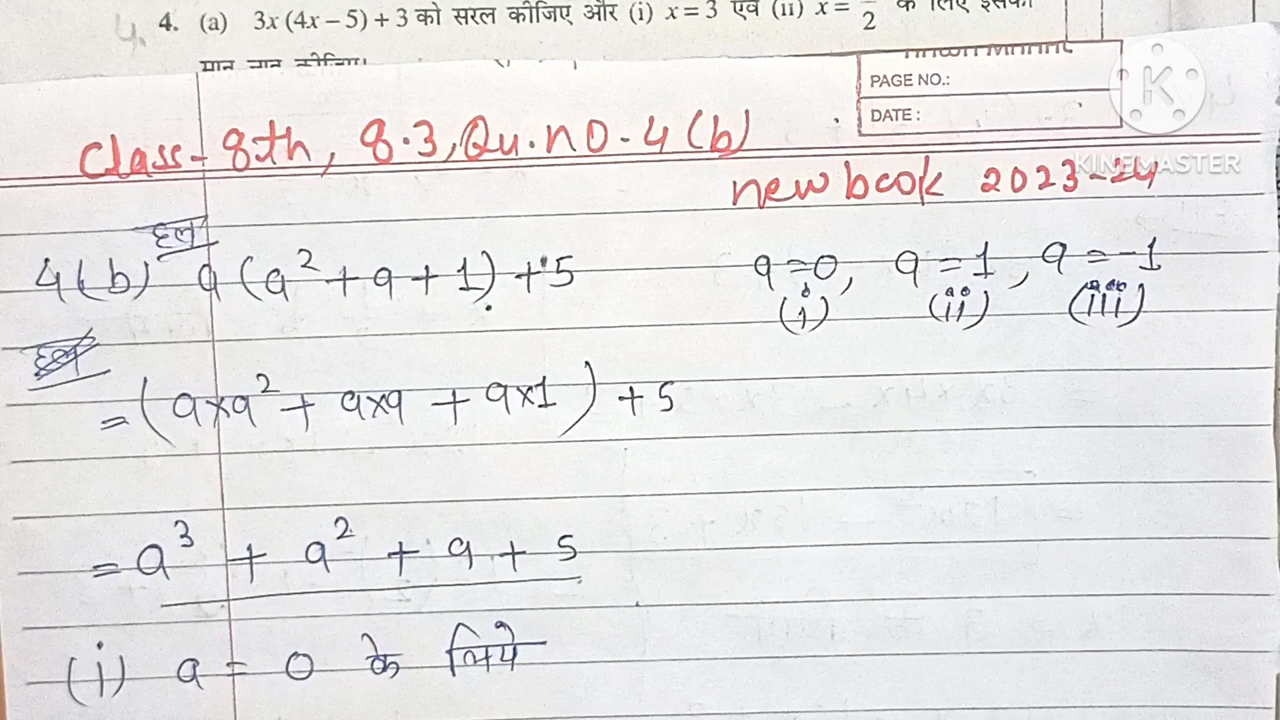 4. (a) 3x (4x – 5) + 3 को सरल कीजिए और (i) x = 3 एवं (ii) x = 2 के लिए इसका
मान ज्ञात कीजिए।
PAGE NO.:
DATE :
K
KINEMASTER
Class- 8th, 8.3, Qu.no-4(b)
new book 2023-24
हल
4(b) a(a² + a + 1) + 5 a=0, a=1, a=-1
(i) (ii) (iii)
हल
= (a×a² + a×a + a×1) + 5
= a³ + a² + a + 5
(i) a = 0 के लिये